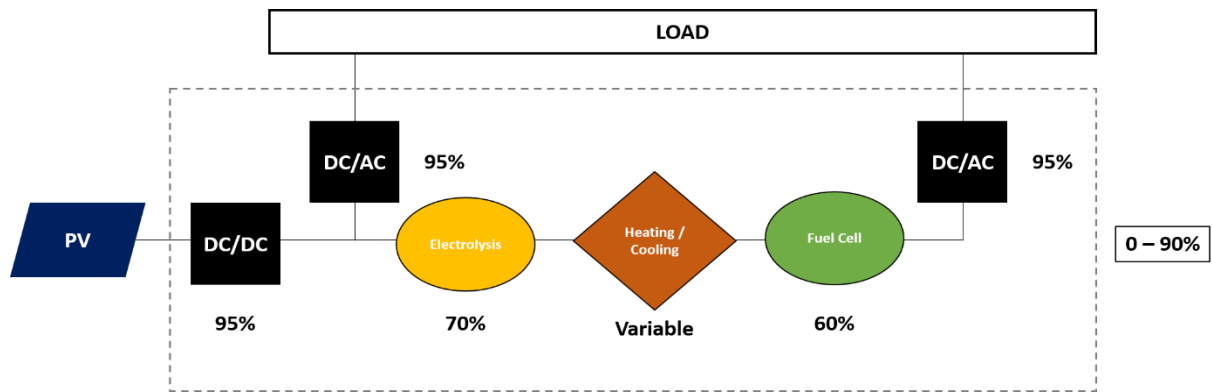 LOAD
DC/AC
95%
DC/AC
95%
PV
DC/DC
Electrolysis
Heating /
Cooling
Fuel Cell
0 – 90%
95%
70%
Variable
60%